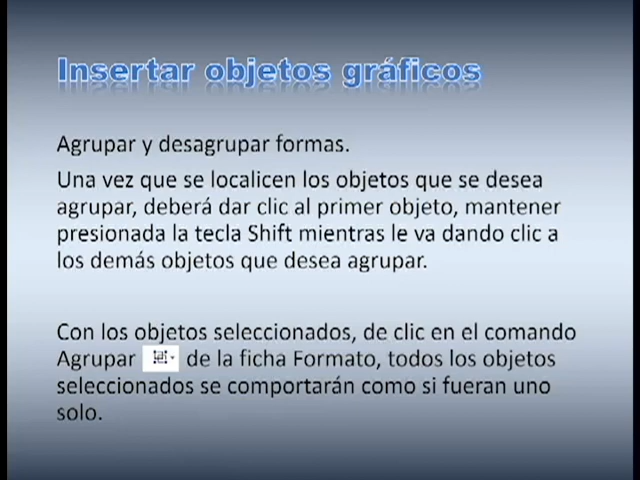 Insertar objetos gráficos
Agrupar y desagrupar formas.
Una vez que se localicen los objetos que se desea
agrupar, deberá dar clic al primer objeto, mantener
presionada la tecla Shift mientras le va dando clic a
los demás objetos que desea agrupar.
Con los objetos seleccionados, de clic en el comando
Agrupar de la ficha Formato, todos los objetos
seleccionados se comportarán como si fueran uno
solo.